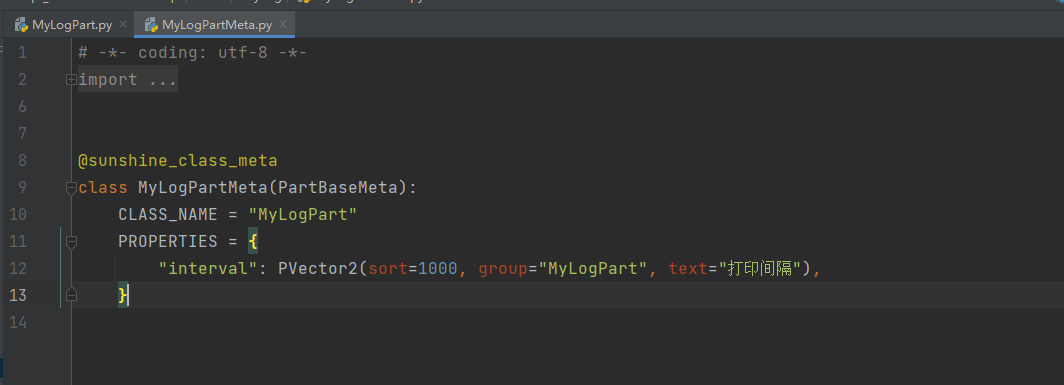 MyLogPart.py
MyLogPartMeta.py
1 # -*- coding: utf-8 -*-
2 import ...
6
7
8 @sunshine_class_meta
9 class MyLogPartMeta(PartBaseMeta):
10 CLASS_NAME = "MyLogPart"
11 PROPERTIES = {
12 "interval": PVector2(sort=1000, group="MyLogPart", text="打印间隔"),
13 }
14